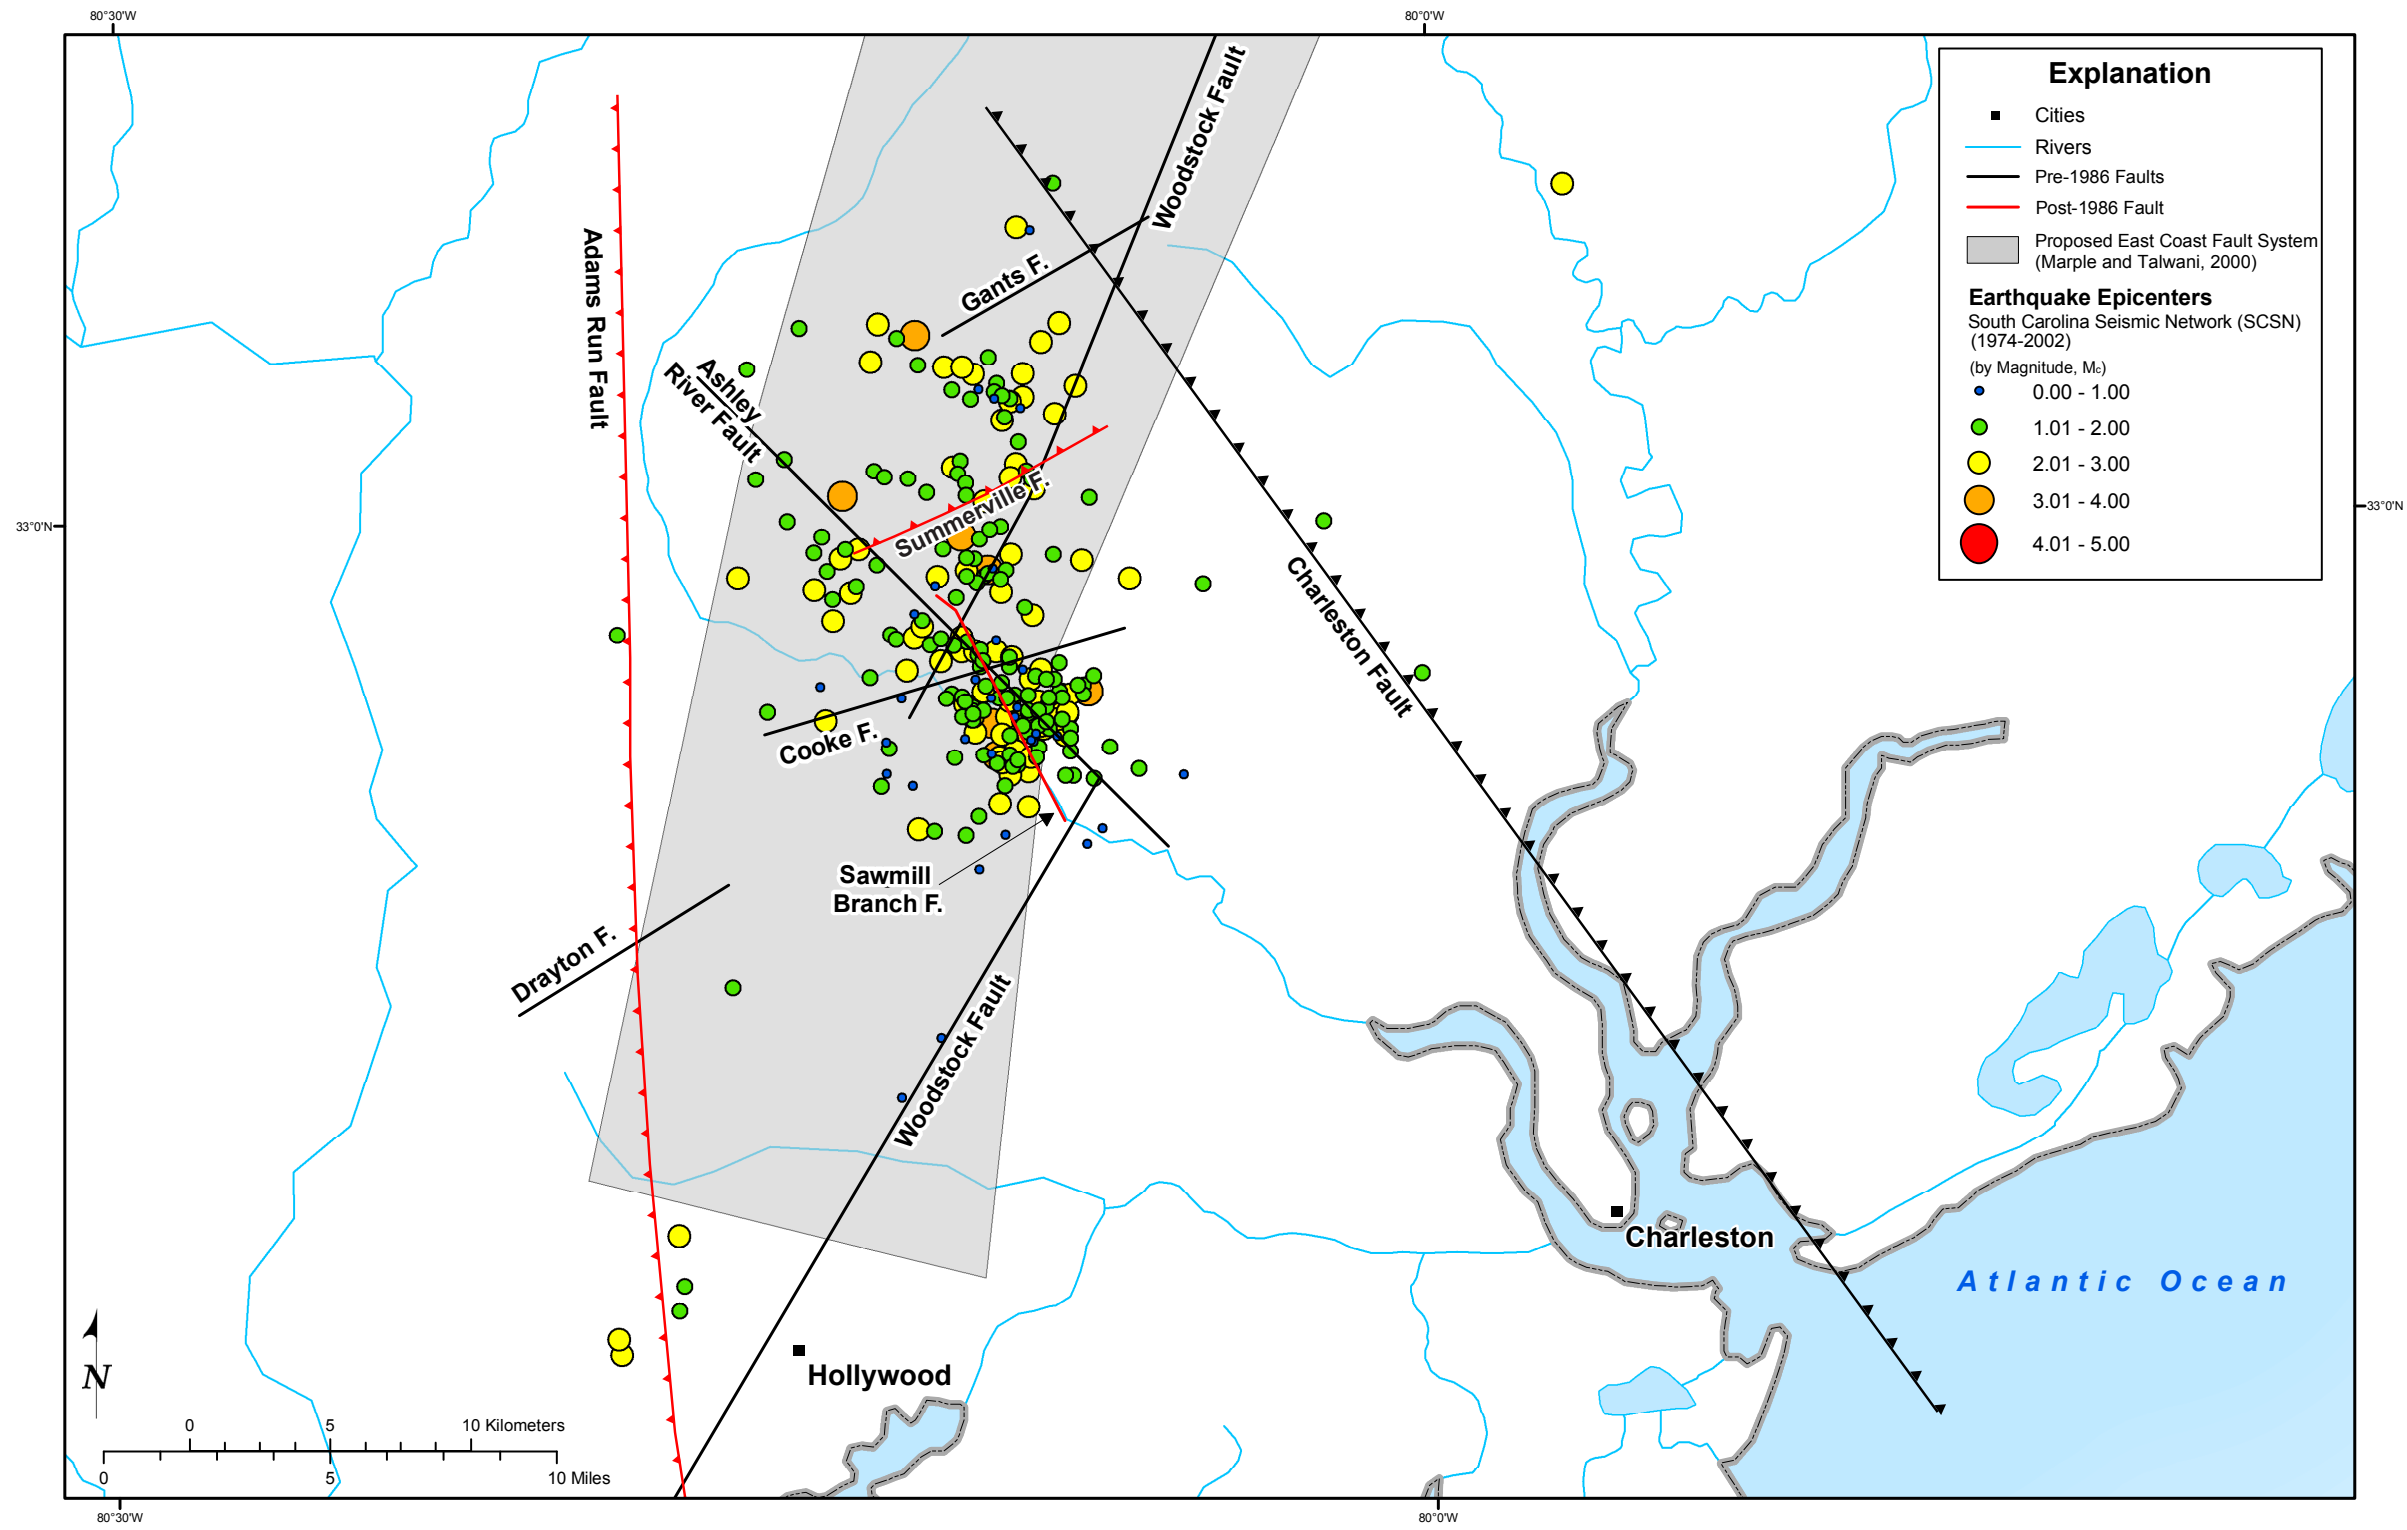 80°30'W
80°0'W
Explanation
Cities
Rivers
Pre-1986 Faults
Post-1986 Fault
Proposed East Coast Fault System
(Marple and Talwani, 2000)
Earthquake Epicenters
South Carolina Seismic Network (SCSN)
(1974-2002)
(by Magnitude, Mc)
0.00 - 1.00
1.01 - 2.00
2.01 - 3.00
3.01 - 4.00
4.01 - 5.00
Woodstock Fault
Gants F.
Adams Run Fault
Ashley
River Fault
Summerville F.
33°0'N
33°0'N
Charleston Fault
Cooke F.
Sawmill
Branch F.
Drayton F.
Woodstock Fault
Charleston
Atlantic Ocean
Hollywood
N
0 5 10 Kilometers
0 5 10 Miles
80°30'W
80°0'W